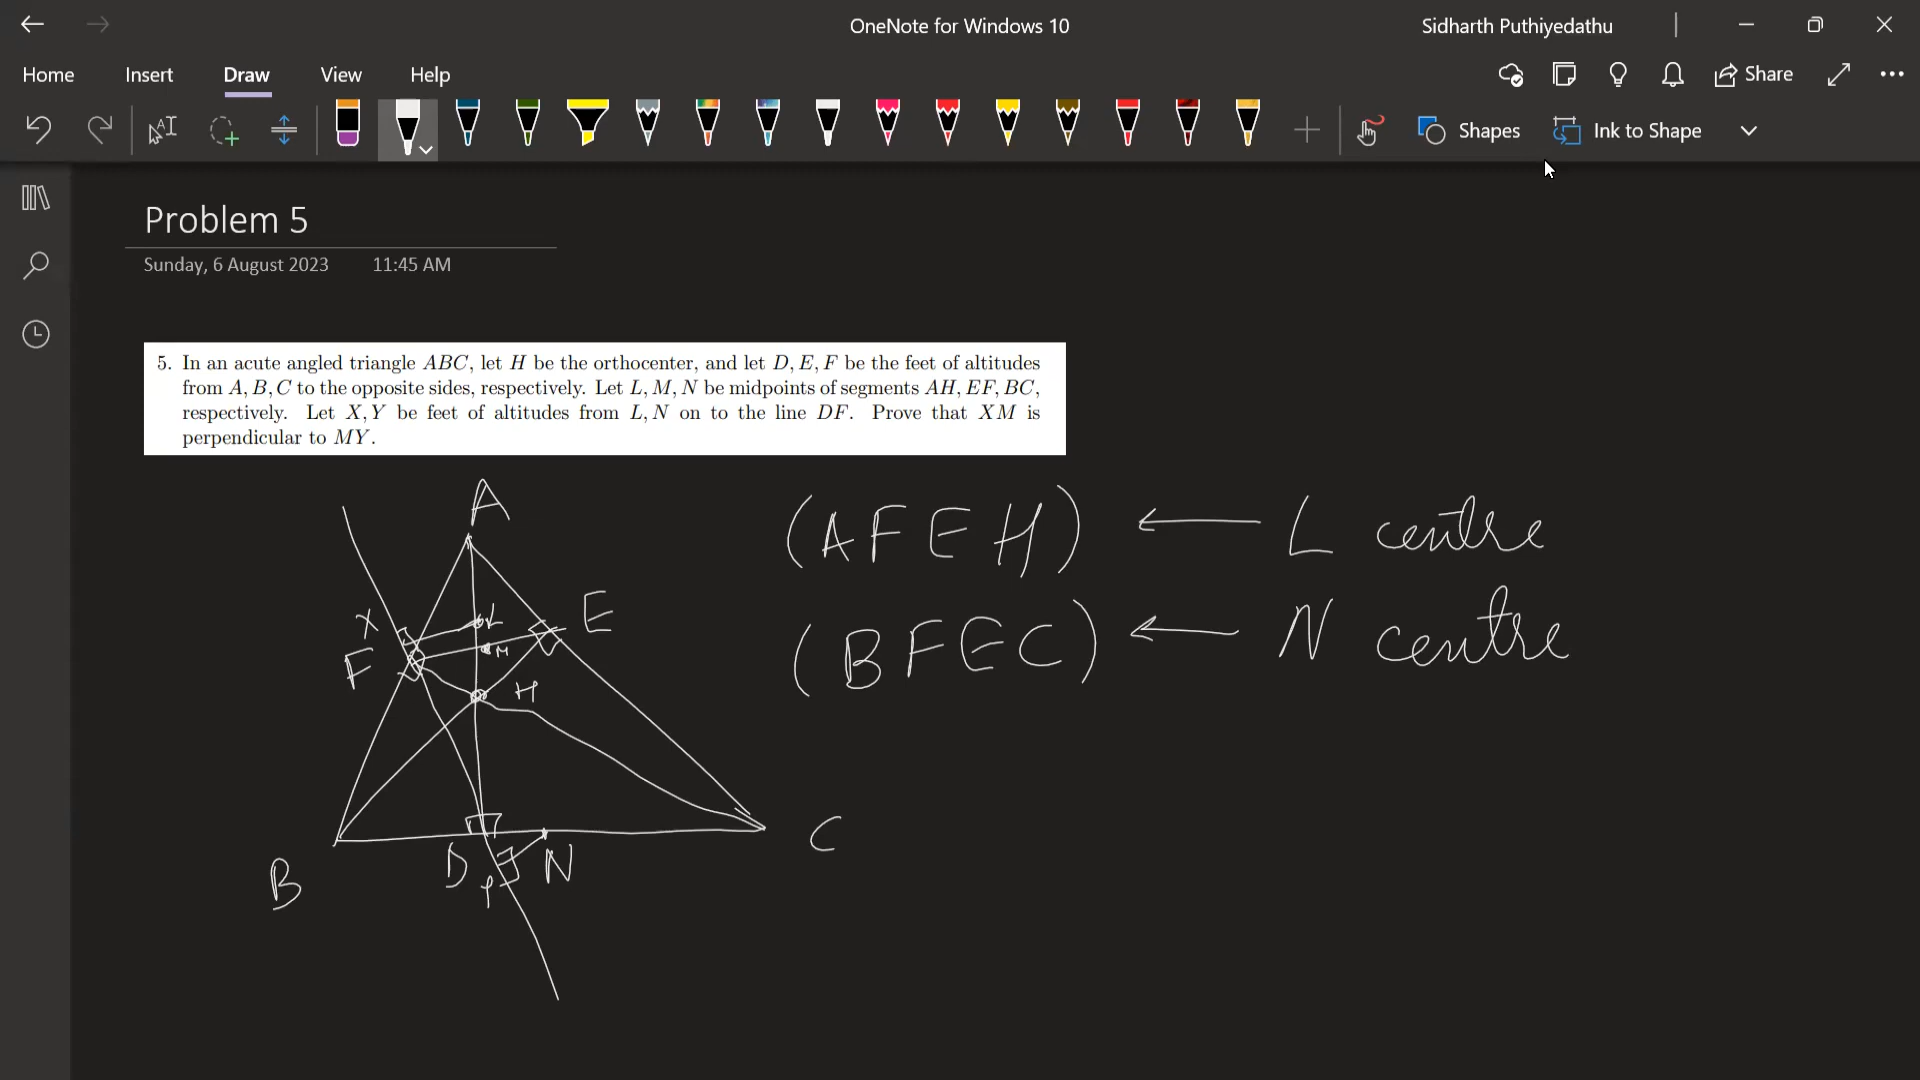 OneNote for Windows 10
Sidharth Puthiyedathu
Home Insert Draw View Help
Share
Shapes
Ink to Shape
Problem 5
Sunday, 6 August 2023 11:45 AM
5. In an acute angled triangle ABC, let H be the orthocenter, and let D, E, F be the feet of altitudes
from A, B, C to the opposite sides, respectively. Let L, M, N be midpoints of segments AH, EF, BC,
respectively. Let X, Y be feet of altitudes from L, N on to the line DF. Prove that XM is
perpendicular to MY.
A
(AFEH) ← L centre
(BFEC) ← N centre
X
L
E
F
M
H
C
B
D
Y
N